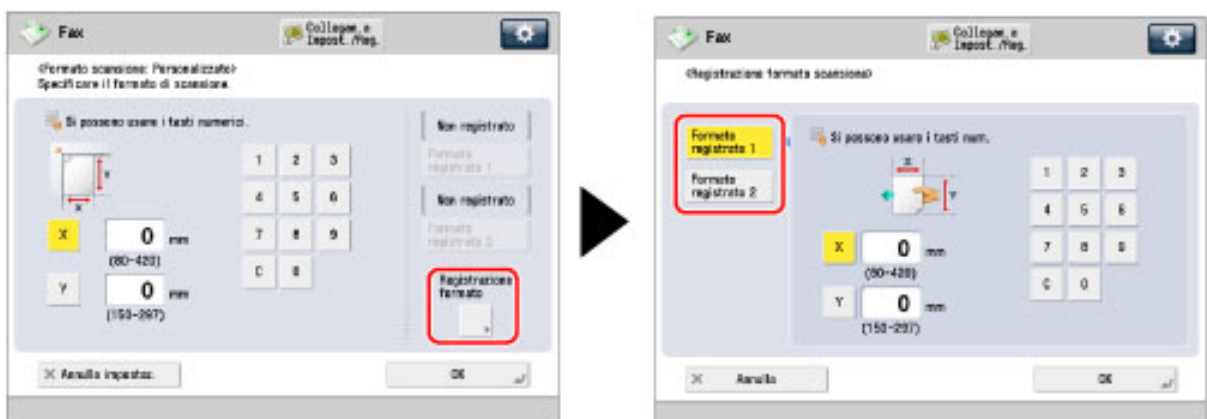 Fax
Collegam. e
Impost./Reg.
<Formato scansione: Personalizzato>
Specificare il formato di scansione.
Si possono usare i tasti numerici.
Non registrato
Formato
registrato 1
Non registrato
Formato
registrato 2
Registrazione
formato
Y
X
1 2 3
4 5 6
7 8 9
C 0
X 0 mm
(80-420)
Y 0 mm
(150-297)
Annulla impostaz.
OK
Fax
Collegam. e
Impost./Reg.
<Registrazione formato scansione>
Formato
registrato 1
Formato
registrato 2
Si possono usare i tasti num.
X
Y
1 2 3
4 5 6
7 8 9
C 0
X 0 mm
(80-420)
Y 0 mm
(150-297)
Annulla
OK